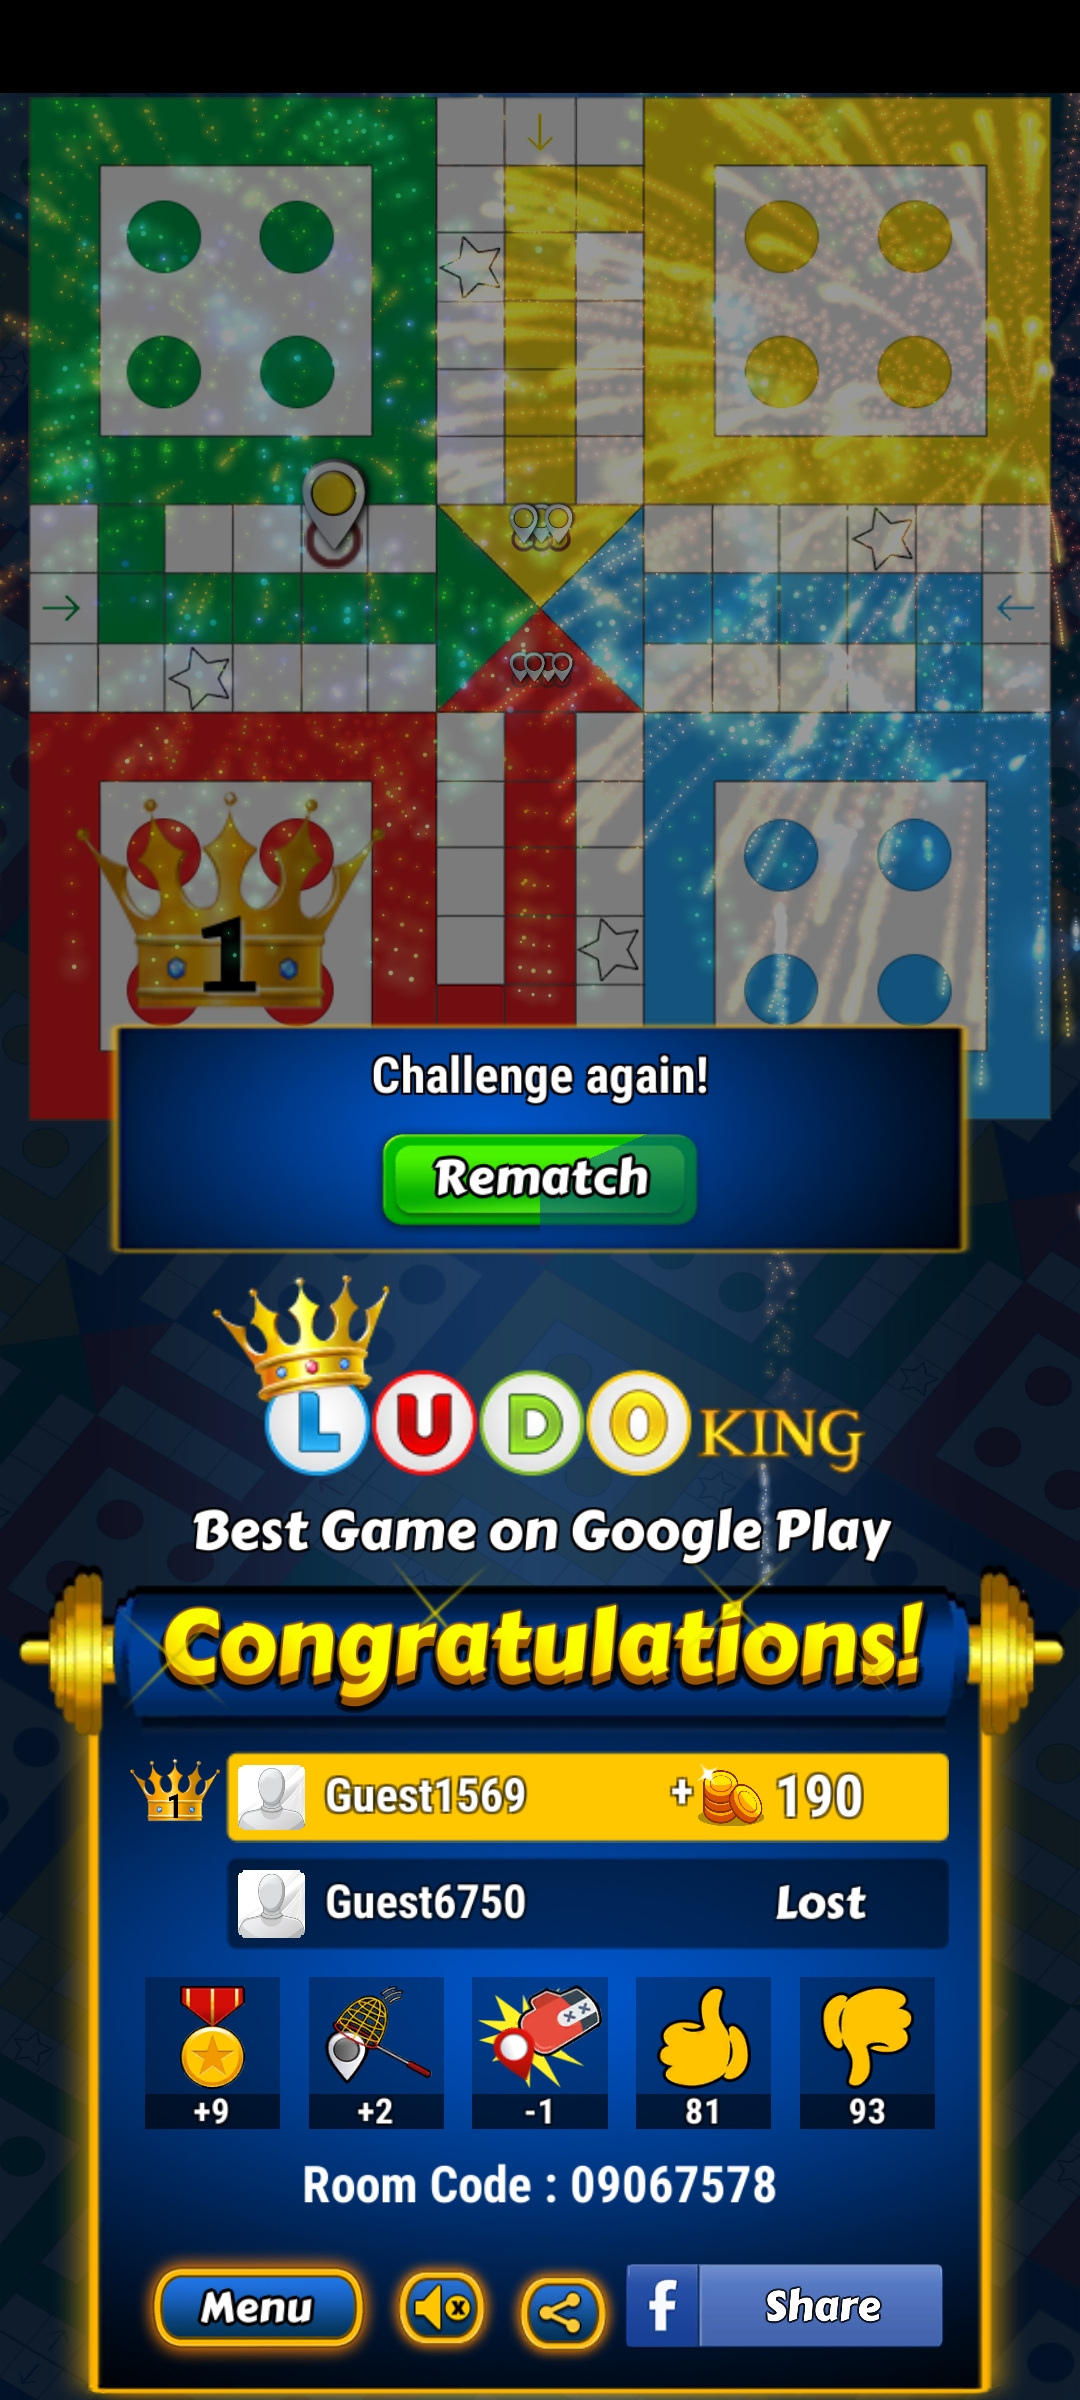 1
Challenge again!
Rematch
LUDO KING
Best Game on Google Play
Congratulations!
1 Guest1569 + 190
Guest6750 Lost
+9 +2 -1 81 93
Room Code : 09067578
Menu x f Share